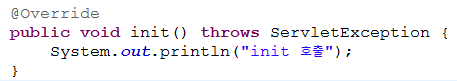 @Override
public void init() throws ServletException {
    System.out.println("init 호출");
}